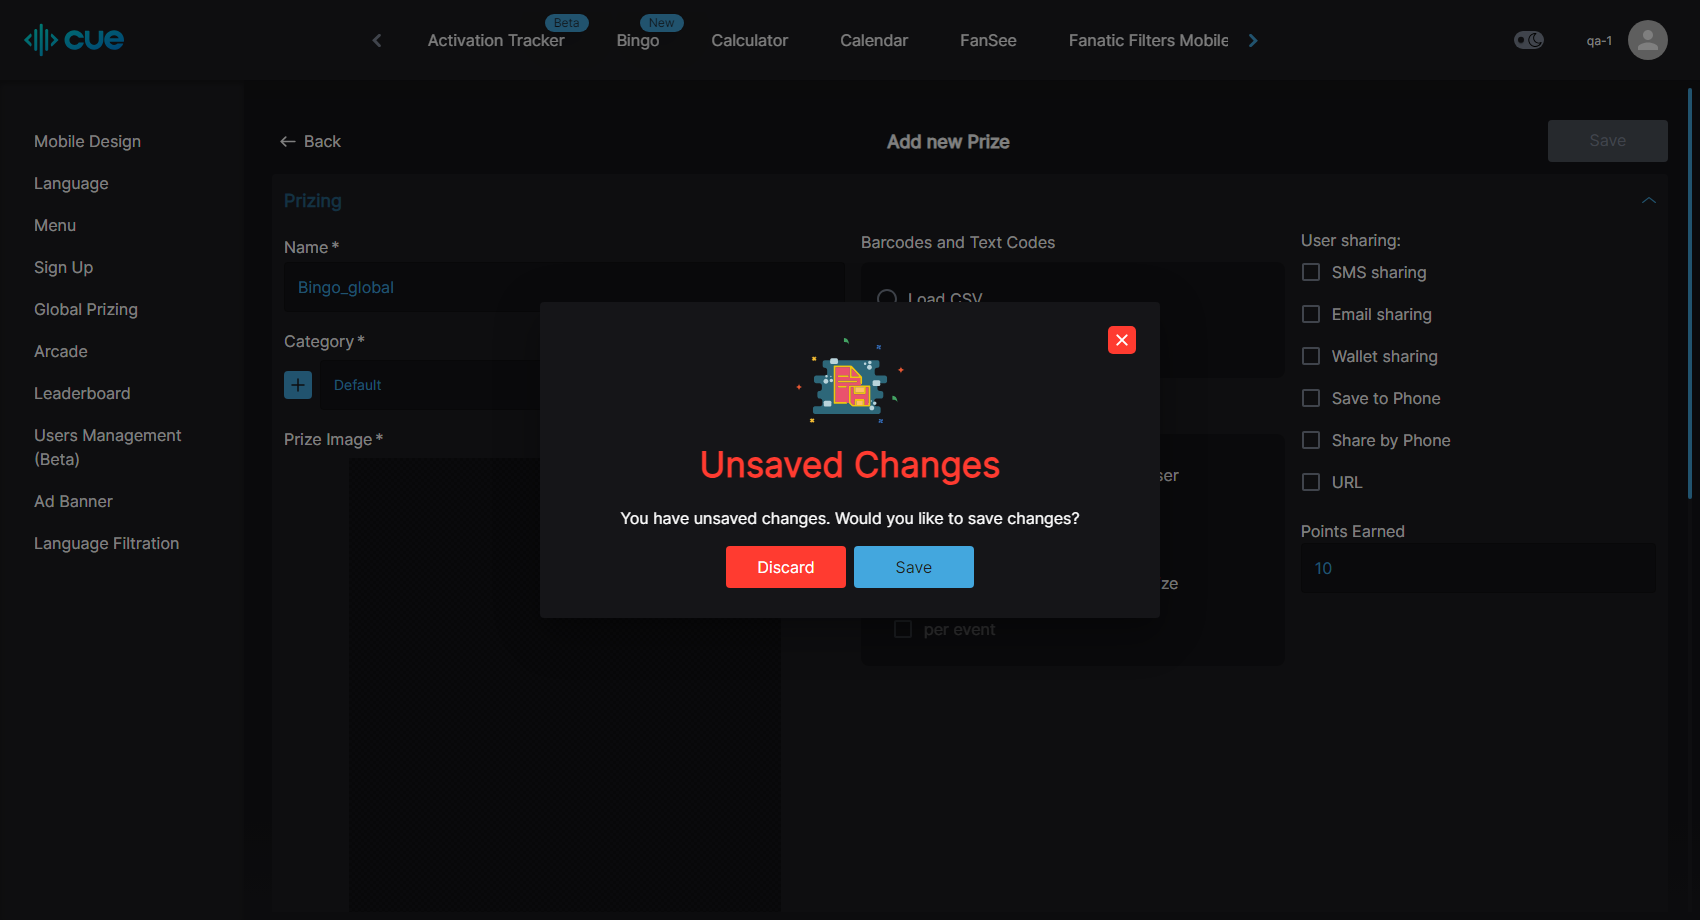 cue
Activation Tracker
Beta
Bingo
New
Calculator
Calendar
FanSee
Fanatic Filters Mobile
qa-1
Mobile Design
Language
Menu
Sign Up
Global Prizing
Arcade
Leaderboard
Users Management
(Beta)
Ad Banner
Language Filtration
Back
Add new Prize
Save
Prizing
Name *
Bingo_global
Category *
Default
Prize Image *
Barcodes and Text Codes
Load CSV
per event
User sharing:
SMS sharing
Email sharing
Wallet sharing
Save to Phone
Share by Phone
URL
Points Earned
10
Unsaved Changes
You have unsaved changes. Would you like to save changes?
Discard
Save